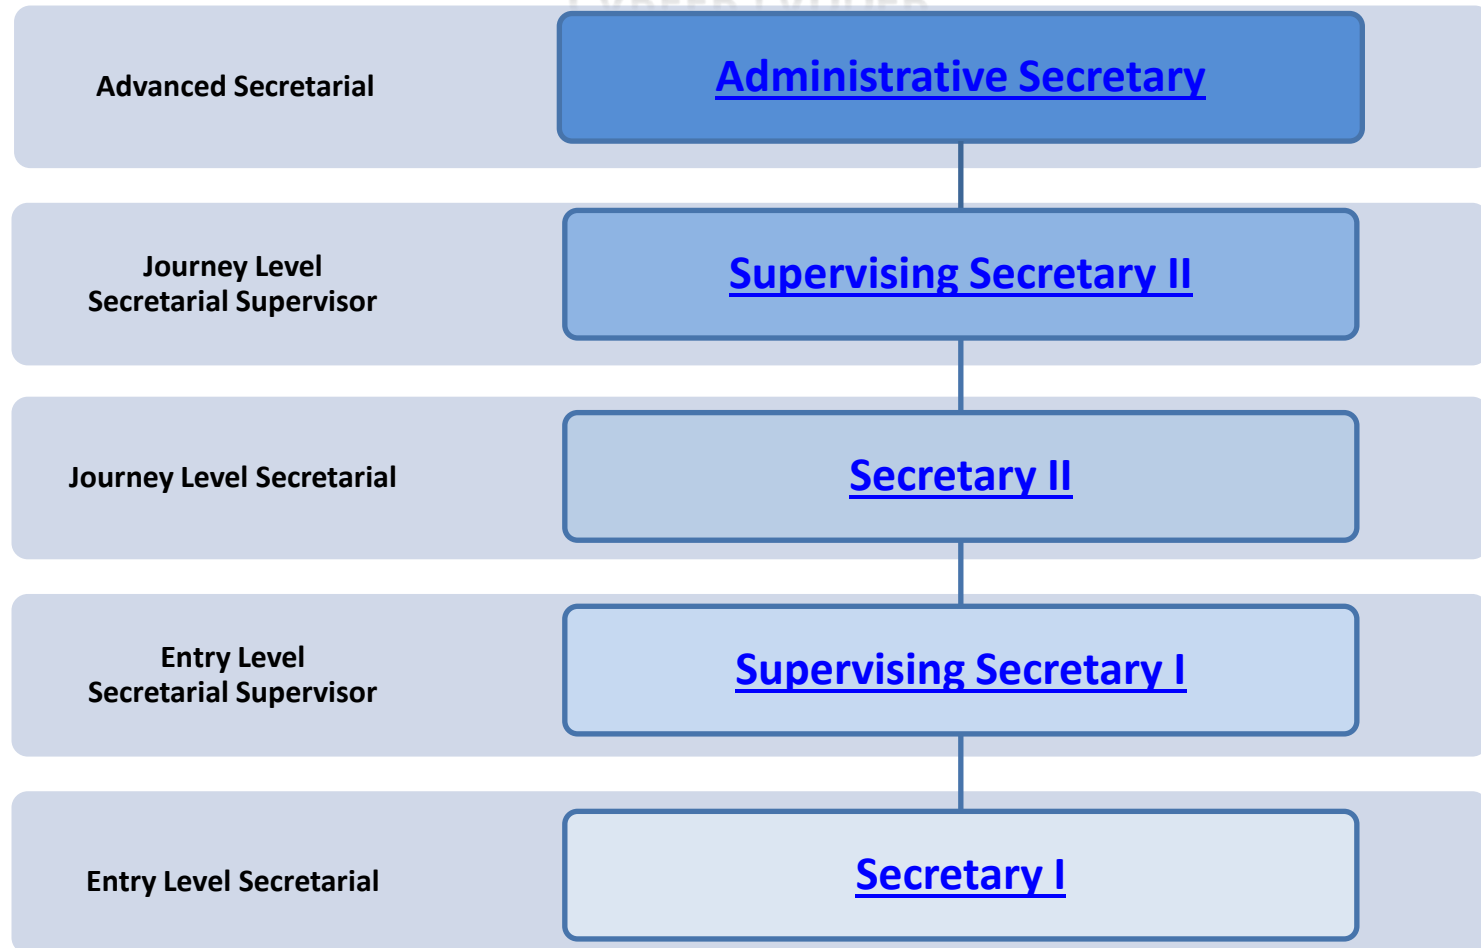 Advanced Secretarial
Administrative Secretary
Journey Level
Secretarial Supervisor
Supervising Secretary II
Journey Level Secretarial
Secretary II
Entry Level
Secretarial Supervisor
Supervising Secretary I
Entry Level Secretarial
Secretary I